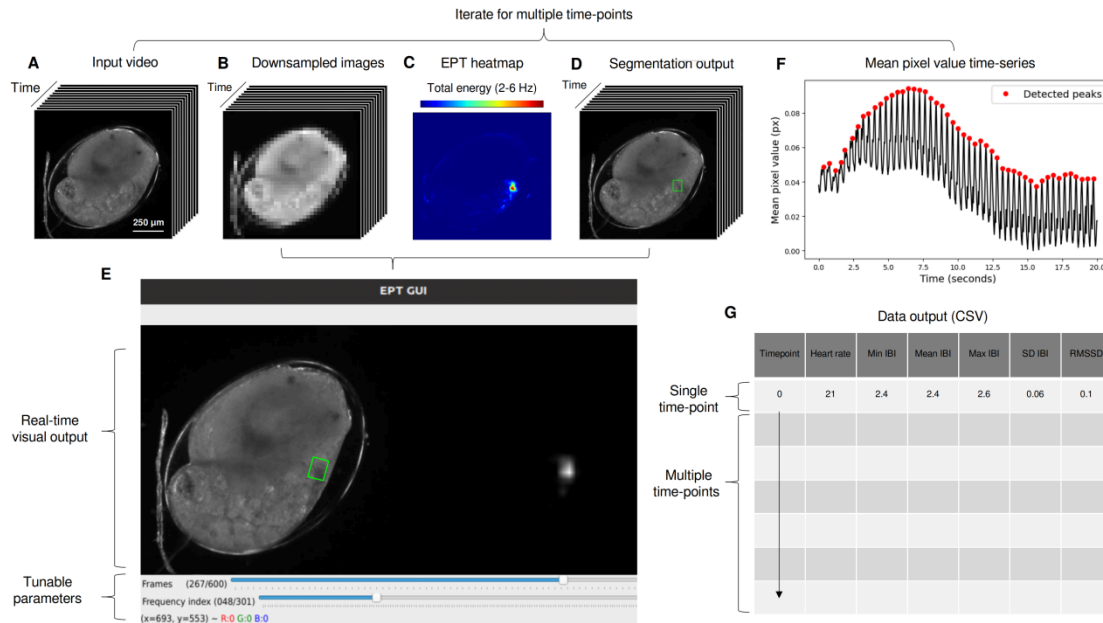 Iterate for multiple time-points
A
Input video
Time
250 µm
B
Downsampled images
Time
C
EPT heatmap
Total energy (2-6 Hz)
D
Segmentation output
Time
F
Mean pixel value time-series
Detected peaks
Mean pixel value (px)
0.08
0.06
0.04
0.02
0.00
0.0 2.5 5.0 7.5 10.0 12.5 15.0 17.5 20.0
Time (seconds)
E
EPT GUI
Real-time
visual output
Tunable
parameters
Frames (267/600)
Frequency index (048/301)
(x=693, y=553) ~ R:0 G:0 B:0
G
Data output (CSV)
Timepoint Heart rate Min IBI Mean IBI Max IBI SD IBI RMSSD
Single
time-point
0 21 2.4 2.4 2.6 0.06 0.1
Multiple
time-points